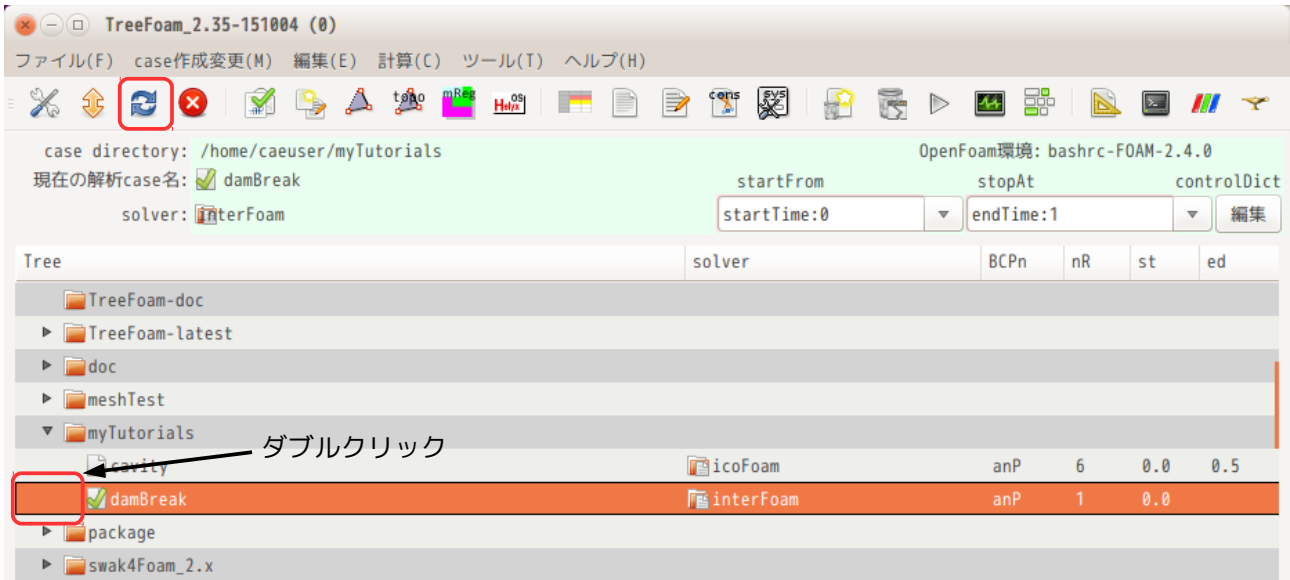 TreeFoam_2.35-151004 (0)
ファイル(F) case作成変更(M) 編集(E) 計算(C) ツール(T) ヘルプ(H)
topo mReg Helyx OS cons sys
case directory: /home/caeuser/myTutorials OpenFoam環境: bashrc-FOAM-2.4.0
現在の解析case名: damBreak startFrom stopAt controlDict
solver: interFoam startTime:0 endTime:1 編集
Tree solver BCPn nR st ed
TreeFoam-doc
TreeFoam-latest
doc
meshTest
myTutorials
ダブルクリック
cavity icoFoam anP 6 0.0 0.5
damBreak interFoam anP 1 0.0
package
swak4Foam_2.x